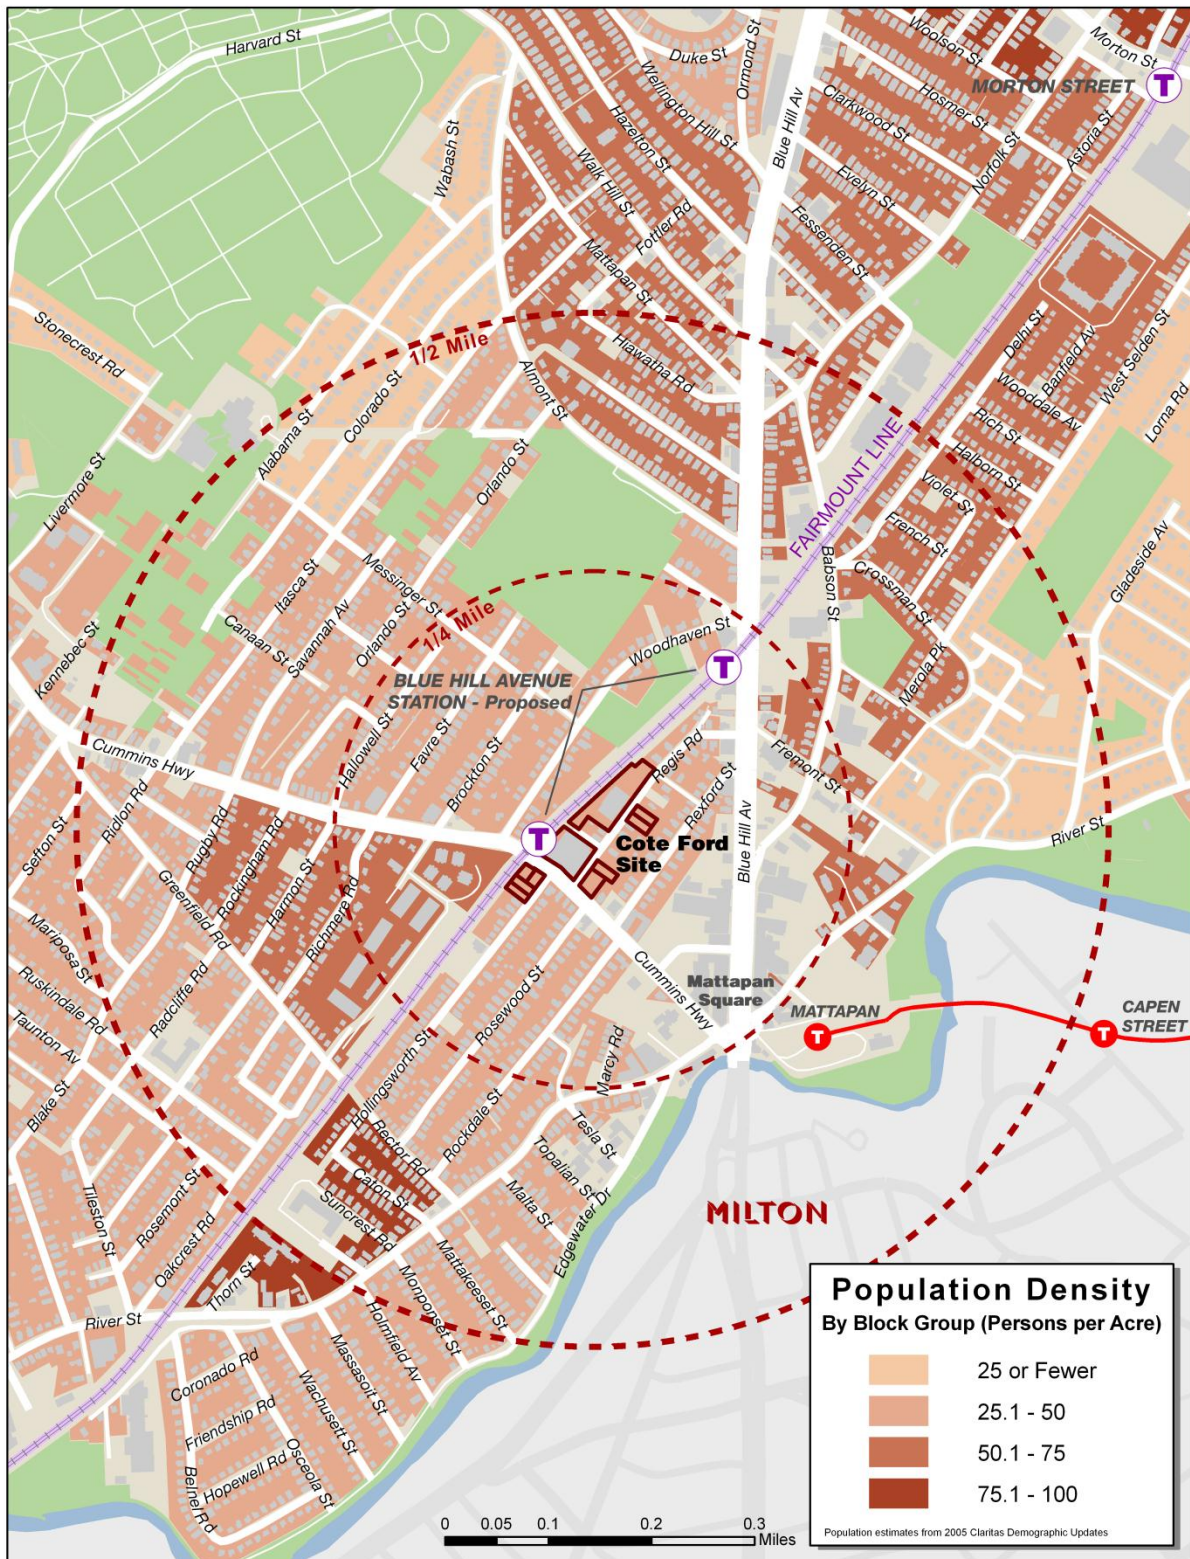 Harvard St
Duke St
Ormond St
Woolson St
Morton St
MORTON STREET
T
Wellington Hill St
Hazelton St
Blue Hill Av
Clarkwood St
Hosmer St
Norfolk St
Astoria St
Wabash St
Walk Hill St
Fottler Rd
Evelyn St
Fessenden St
Mattapan St
Stonecrest Rd
1/2 Mile
Hiawatha Rd
Almont St
Delhi St
Banfield Av
West Selden St
Wooddale Av
Lorna Rd
Colorado St
Alabama St
Rich St
Halborn St
FAIRMOUNT LINE
Violet St
French St
Orlando St
Livermore St
Itasca St
Messinger St
Babson St
Crossman St
Gladeside Av
Savannah Av
Orlando St
Canaan St
1/4 Mile
Woodhaven St
Merola Pk
Kennebec St
T
BLUE HILL AVENUE
STATION - Proposed
Hallowell St
Favre St
Brockton St
Regis Rd
Rexford St
Fremont St
Cummins Hwy
Ridlon Rd
Sefton St
Rugby Rd
Rockingham Rd
Harmon St
Richmere Rd
T
Cote Ford
Site
Blue Hill Av
River St
Greenfield Rd
Mariposa St
Ruskindale Rd
Radcliffe Rd
Taunton Av
Rosewood St
Cummins Hwy
Mattapan
Square
MATTAPAN
T
CAPEN
STREET
T
Hollingsworth St
Marcy Rd
Blake St
Rockdale St
Tesla St
Rector Rd
Topalian St
Caton St
Malta St
Suncrest Rd
Edgewater Dr
Tileston St
Rosemont St
Oakcrest Rd
Mattakeeset St
MILTON
Thorn St
Monponset St
Holmfield Av
River St
Massasoit St
Coronado Rd
Wachusett St
Friendship Rd
Osceola St
Hopewell Rd
Belnel Rd
Population Density
By Block Group (Persons per Acre)
25 or Fewer
25.1 - 50
50.1 - 75
75.1 - 100
Population estimates from 2005 Claritas Demographic Updates
0 0.05 0.1 0.2 0.3
Miles